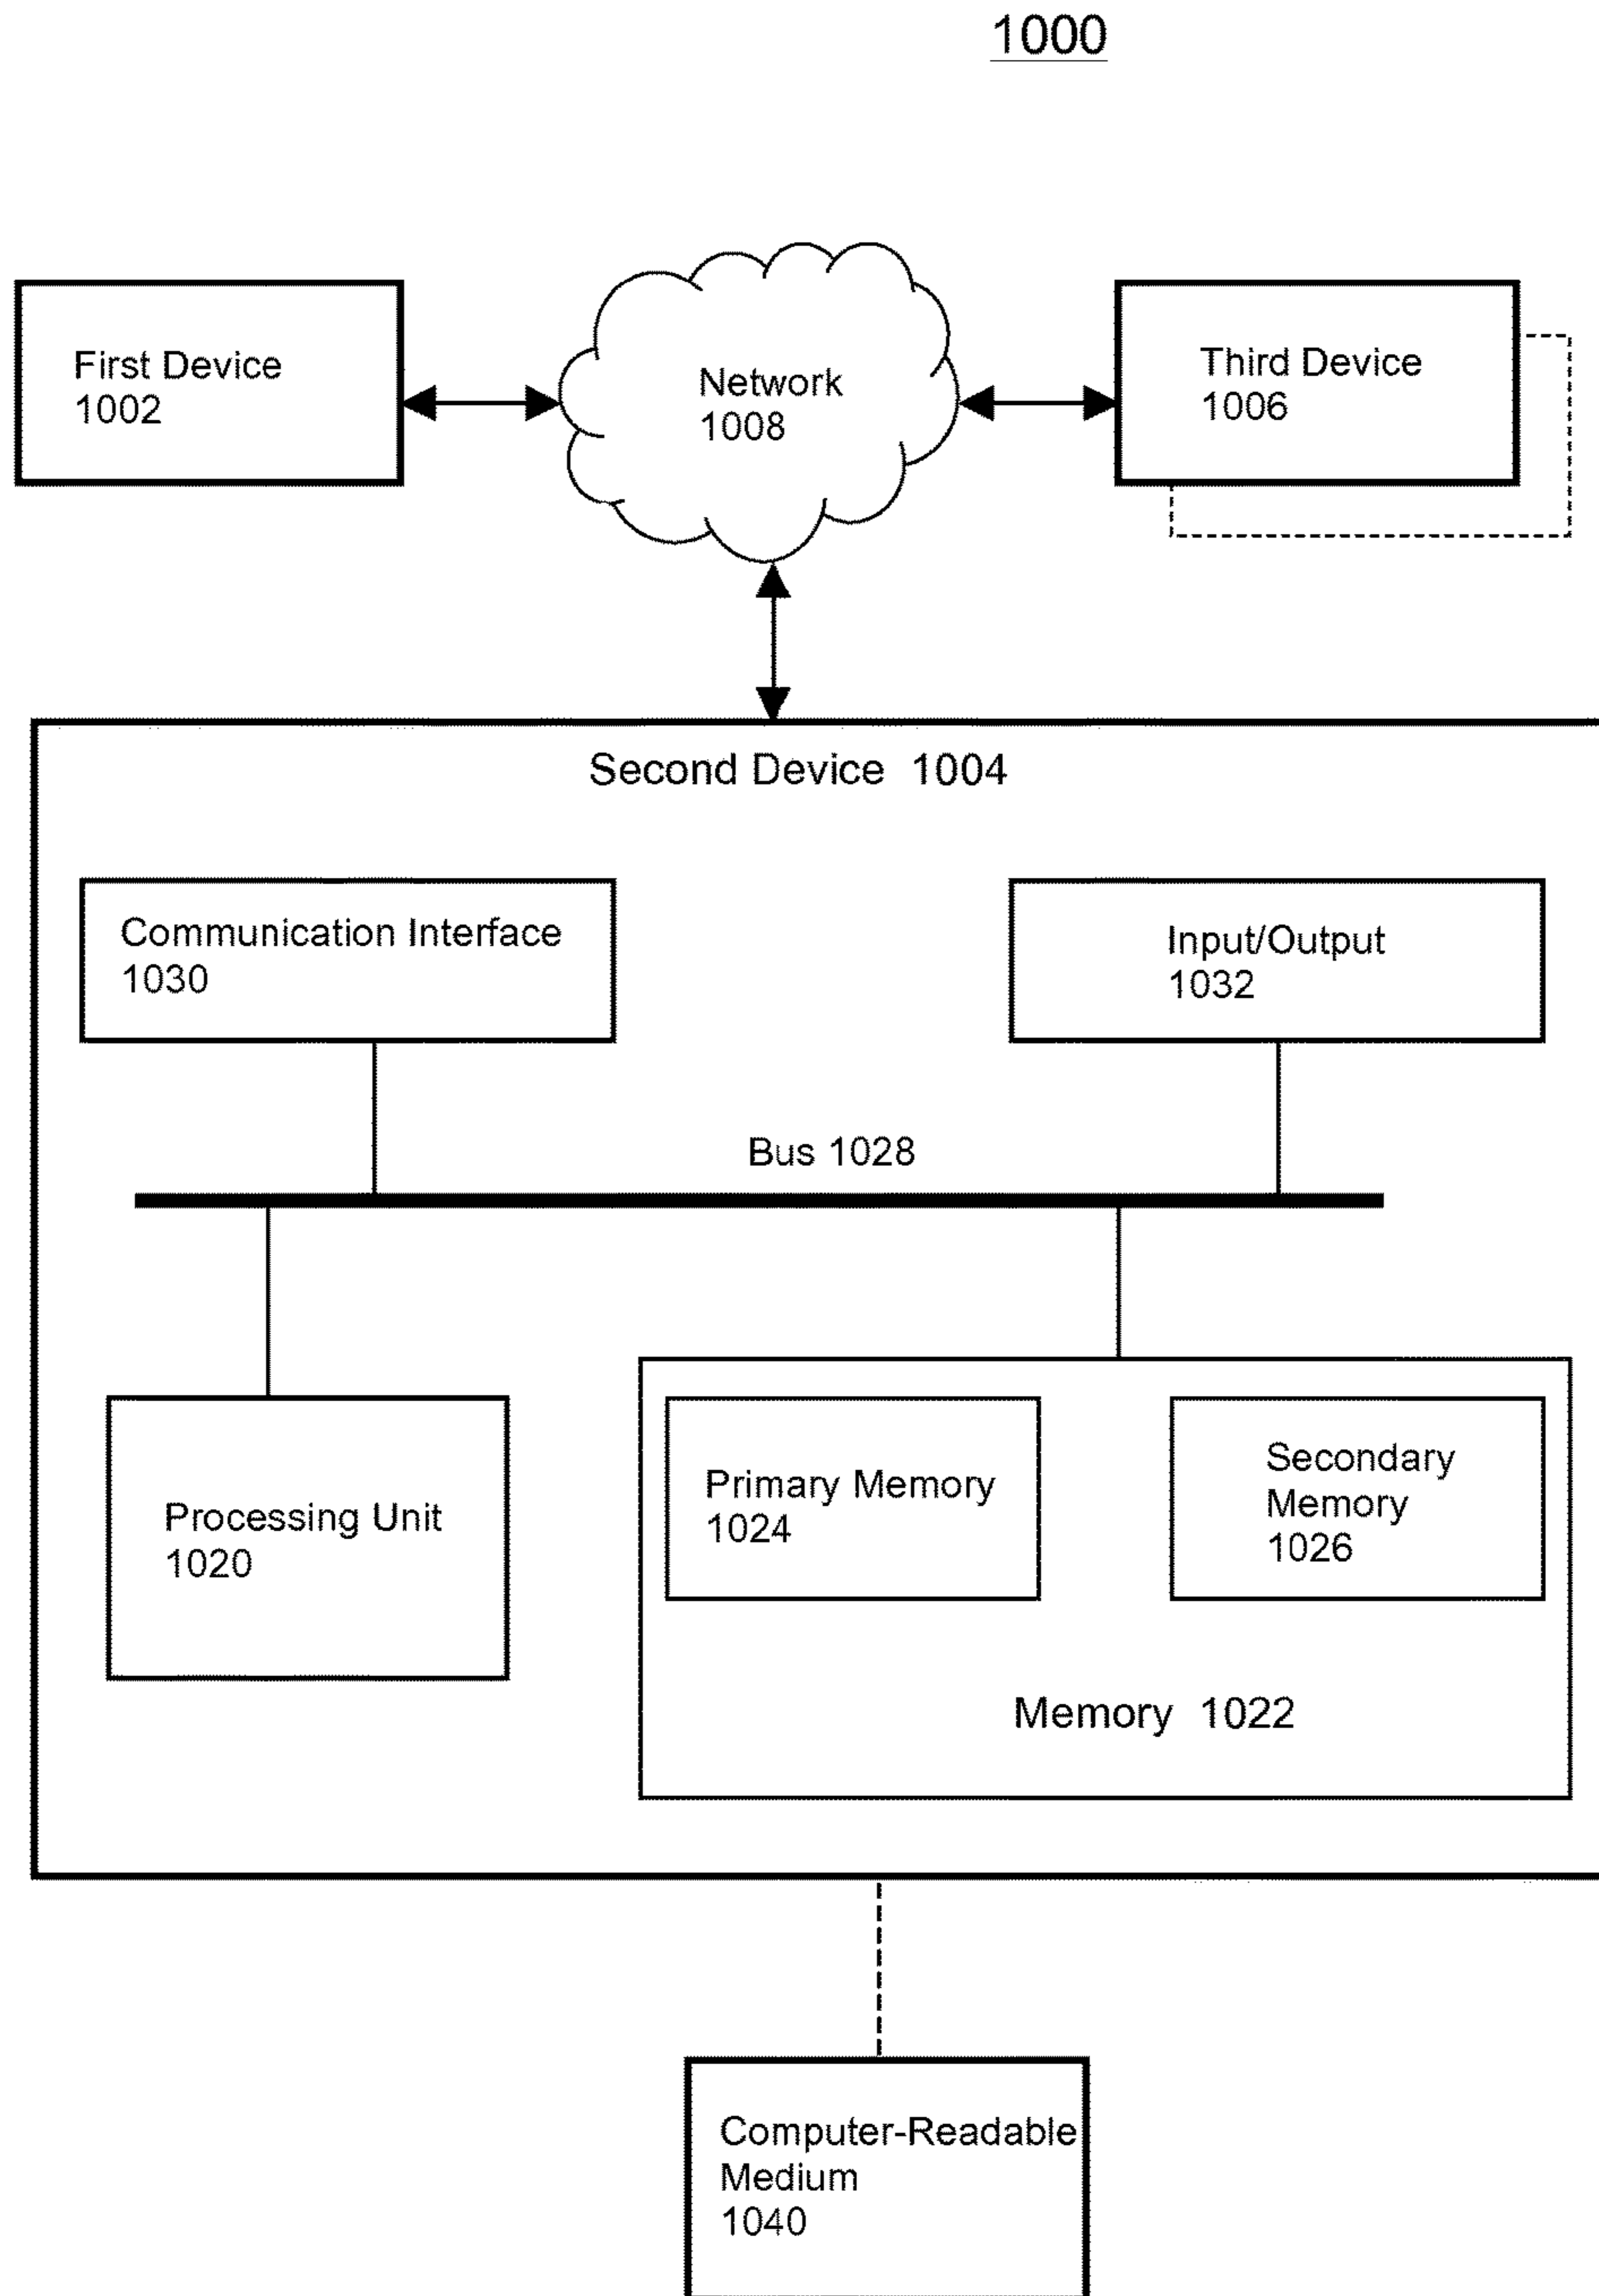 1000
First Device
1002
Network
1008
Third Device
1006
Second Device 1004
Communication Interface
1030
Input/Output
1032
Bus 1028
Processing Unit
1020
Primary Memory
1024
Secondary
Memory
1026
Memory 1022
Computer-Readable
Medium
1040